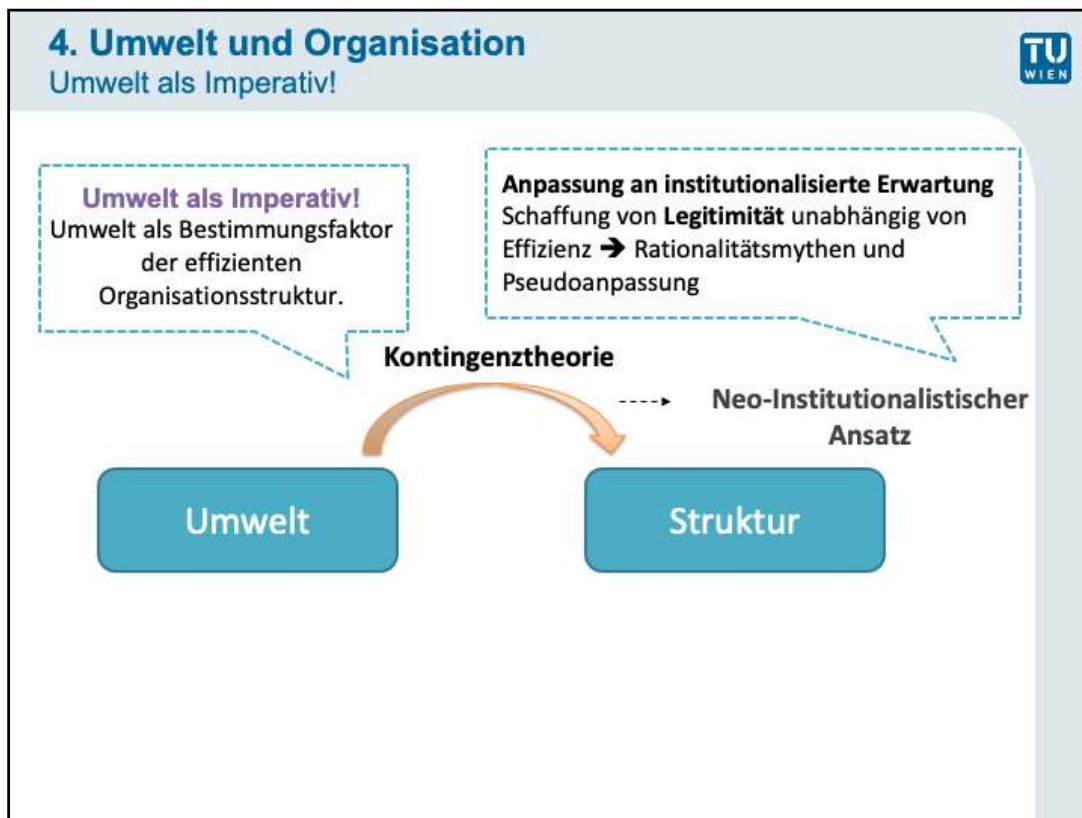 4. Umwelt und Organisation
Umwelt als Imperativ!
TU
WIEN
Umwelt als Imperativ!
Umwelt als Bestimmungsfaktor
der effizienten
Organisationsstruktur.
Anpassung an institutionalisierte Erwartung
Schaffung von Legitimität unabhängig von
Effizienz ➔ Rationalitätsmythen und
Pseudoanpassung
Kontingenztheorie
Neo-Institutionalistischer
Ansatz
Umwelt
Struktur